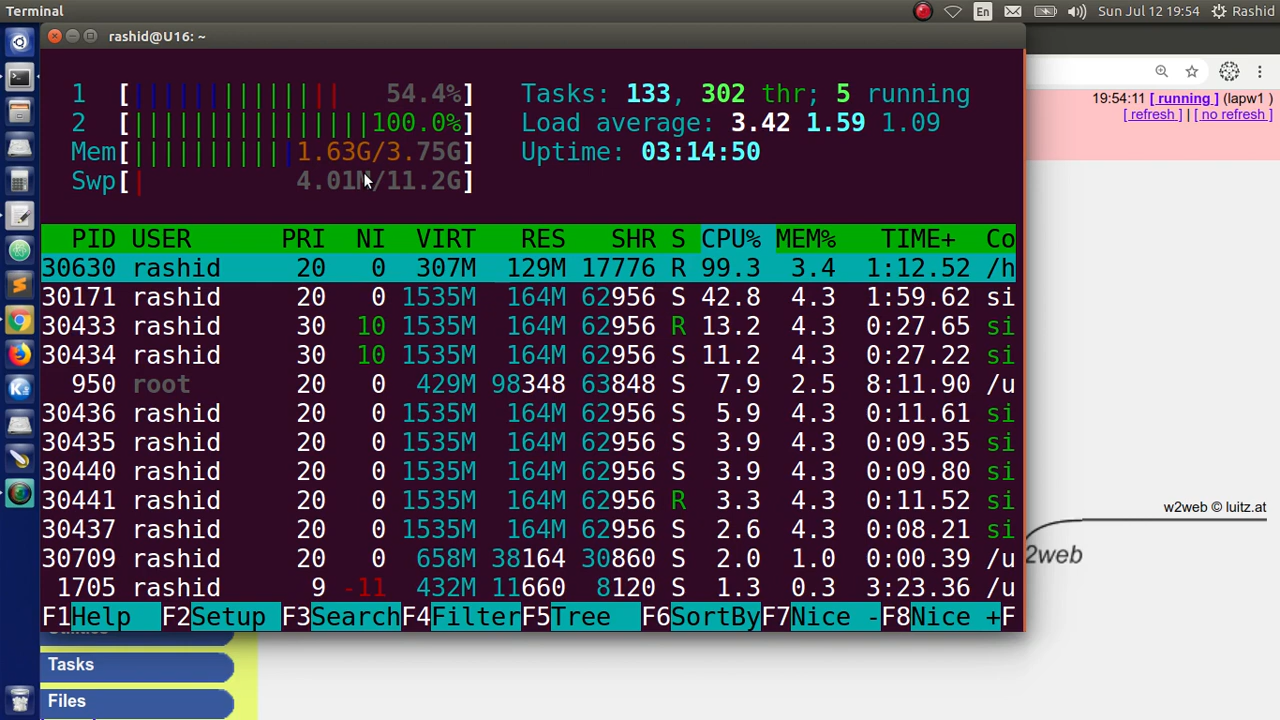 Terminal
En
Sun Jul 12 19:54
Rashid
rashid@U16: ~
1 [|||||||||||||| 54.4%]
2 [||||||||||||||||100.0%]
Mem[|||||||||||1.63G/3.75G]
Swp[| 4.01M/11.2G]
Tasks: 133, 302 thr; 5 running
Load average: 3.42 1.59 1.09
Uptime: 03:14:50
PID USER PRI NI VIRT RES SHR S CPU% MEM% TIME+ Co
30630 rashid 20 0 307M 129M 17776 R 99.3 3.4 1:12.52 /h
30171 rashid 20 0 1535M 164M 62956 S 42.8 4.3 1:59.62 si
30433 rashid 30 10 1535M 164M 62956 R 13.2 4.3 0:27.65 si
30434 rashid 30 10 1535M 164M 62956 S 11.2 4.3 0:27.22 si
950 root 20 0 429M 98348 63848 S 7.9 2.5 8:11.90 /u
30436 rashid 20 0 1535M 164M 62956 S 5.9 4.3 0:11.61 si
30435 rashid 20 0 1535M 164M 62956 S 3.9 4.3 0:09.35 si
30440 rashid 20 0 1535M 164M 62956 S 3.9 4.3 0:09.80 si
30441 rashid 20 0 1535M 164M 62956 R 3.3 4.3 0:11.52 si
30437 rashid 20 0 1535M 164M 62956 S 2.6 4.3 0:08.21 si
30709 rashid 20 0 658M 38164 30860 S 2.0 1.0 0:00.39 /u
1705 rashid 9 -11 432M 11660 8120 S 1.3 0.3 3:23.36 /u
F1Help F2Setup F3SearchF4FilterF5Tree F6SortByF7Nice -F8Nice +F
19:54:11 [ running ] (lapw1)
[ refresh ] [ no refresh ]
w2web © luitz.at
2web
Tasks
Files